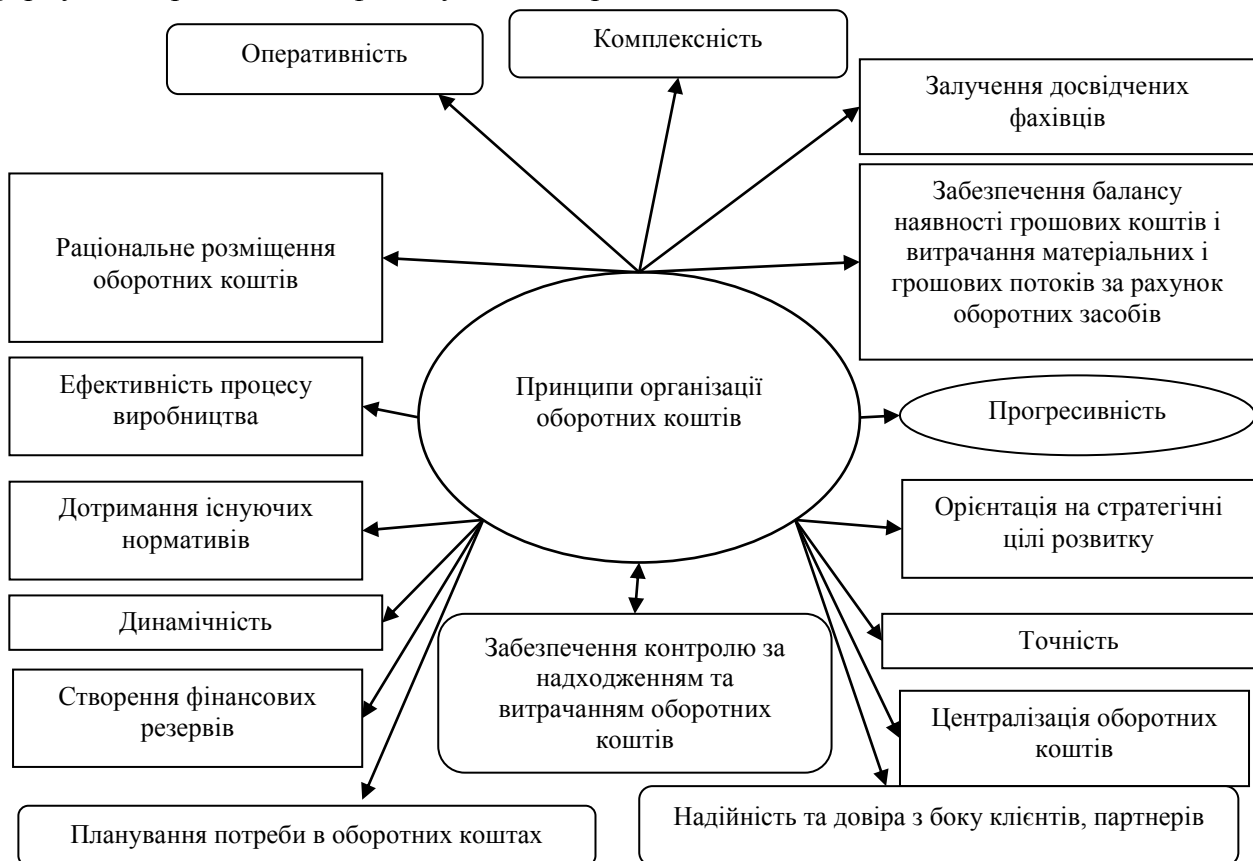 Оперативність
Комплексність
Залучення досвідчених
фахівців
Раціональне розміщення
оборотних коштів
Забезпечення балансу
наявності грошових коштів і
витрачання матеріальних і
грошових потоків за рахунок
оборотних засобів
Ефективність процесу
виробництва
Принципи організації
оборотних коштів
Прогресивність
Дотримання існуючих
нормативів
Орієнтація на стратегічні
цілі розвитку
Динамічність
Забезпечення контролю за
надходженням та
витрачанням оборотних
коштів
Точність
Створення фінансових
резервів
Централізація оборотних
коштів
Планування потреби в оборотних коштах
Надійність та довіра з боку клієнтів, партнерів